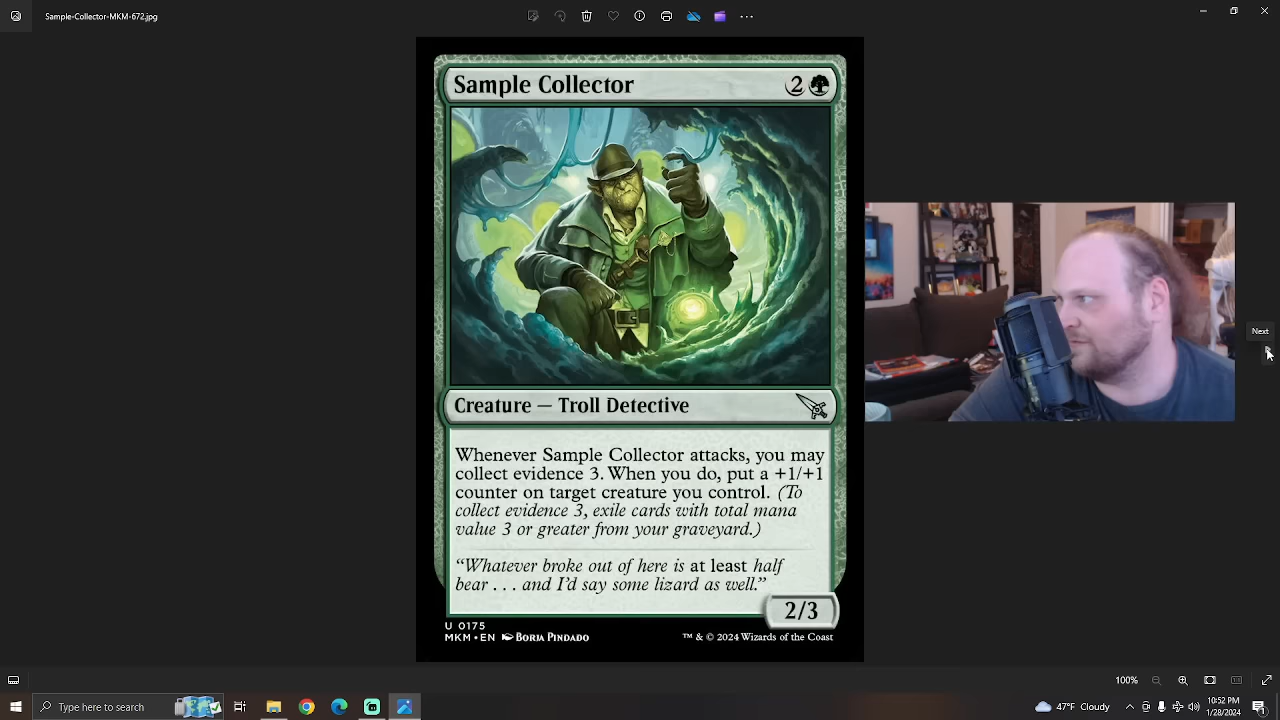 Sample-Collector-MKM-672.jpg
Sample Collector
2
Creature — Troll Detective
Whenever Sample Collector attacks, you may
collect evidence 3. When you do, put a +1/+1
counter on target creature you control. (To
collect evidence 3, exile cards with total mana
value 3 or greater from your graveyard.)
“Whatever broke out of here is at least half
bear . . . and I’d say some lizard as well.”
2/3
U 0175
MKM • EN Borja Pindado
™ & © 2024 Wizards of the Coast
Next
100%
Type here to search
47°F
10:52 PM
1/28/2024